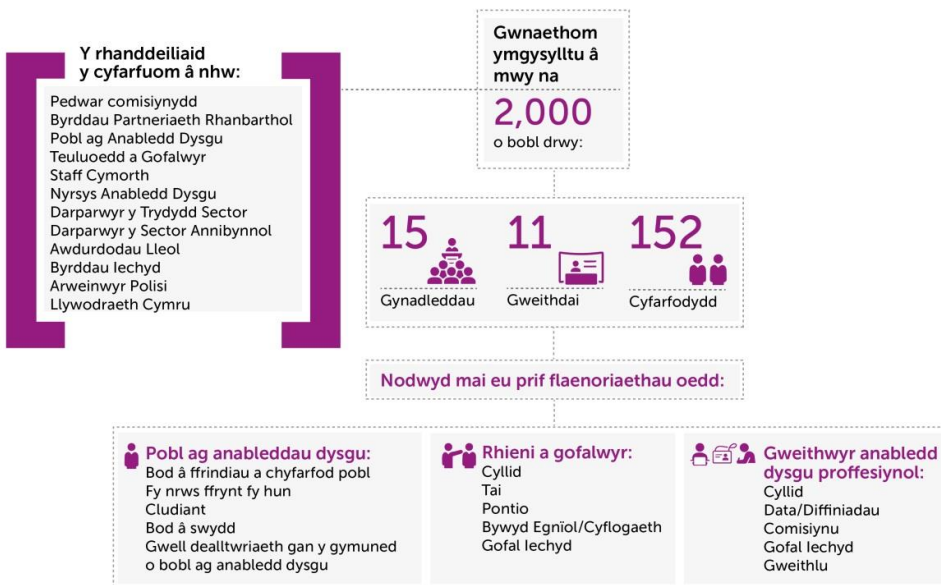 Y rhanddeiliaid
y cyfarfuom â nhw:
Pedwar comisiynydd
Byrddau Partneriaeth Rhanbarthol
Pobl ag Anabledd Dysgu
Teuluoedd a Gofalwyr
Staff Cymorth
Nyrsys Anabledd Dysgu
Darparwyr y Trydydd Sector
Darparwyr y Sector Annibynnol
Awdurdodau Lleol
Byrddau Iechyd
Arweinwyr Polisi
Llywodraeth Cymru
Gwnaethom
ymgysylltu â
mwy na
2,000
o bobl drwy:
15
Gynadleddau
11
Gweithdai
152
Cyfarfodydd
Nodwyd mai eu prif flaenoriaethau oedd:
Pobl ag anableddau dysgu:
Bod â ffrindiau a chyfarfod pobl
Fy nrws ffrynt fy hun
Cludiant
Bod â swydd
Gwell dealltwriaeth gan y gymuned
o bobl ag anabledd dysgu
Rhieni a gofalwyr:
Cyllid
Tai
Pontio
Bywyd Egnïol/Cyflogaeth
Gofal Iechyd
Gweithwyr anabledd
dysgu proffesiynol:
Cyllid
Data/Diffiniadau
Comisiynu
Gofal Iechyd
Gweithlu